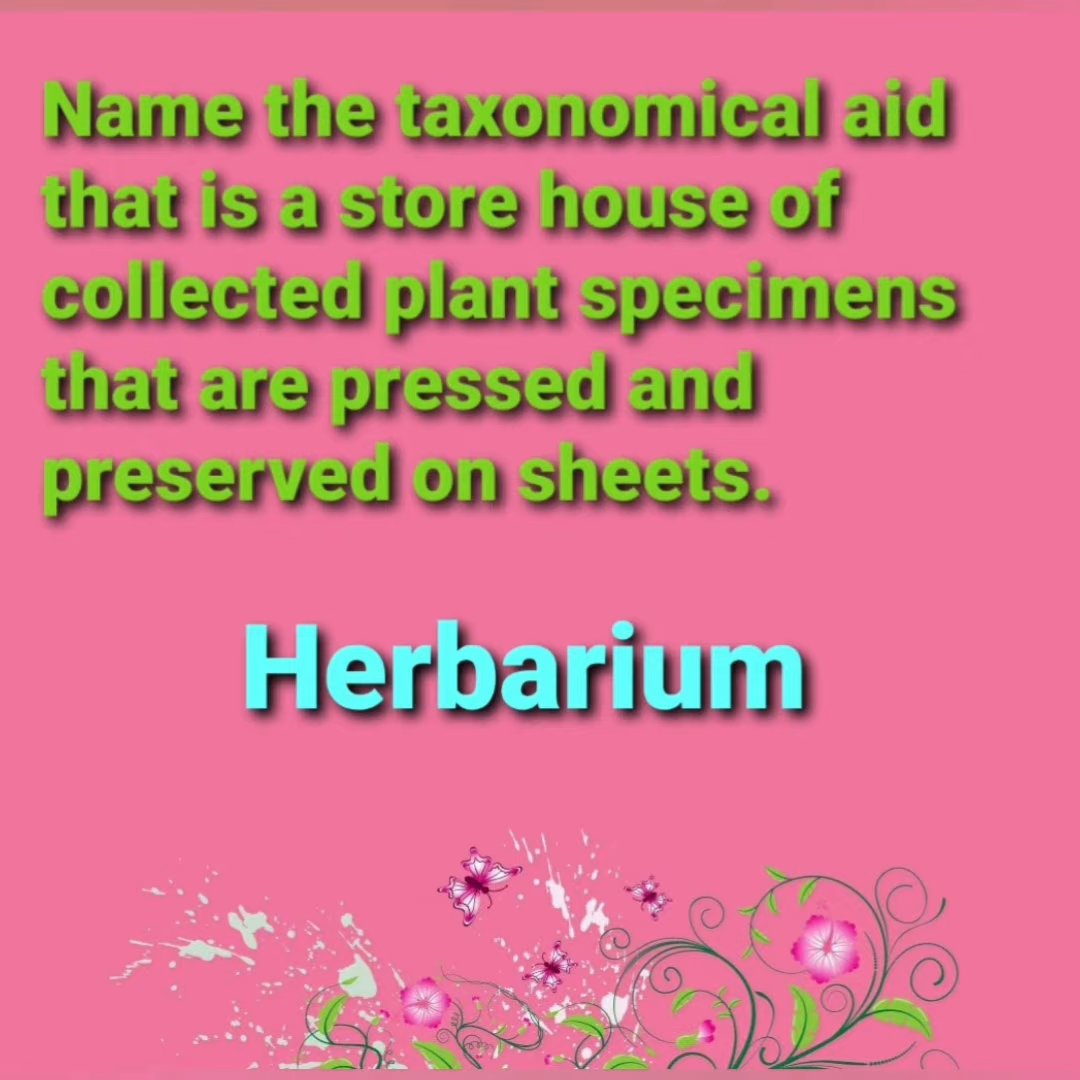 Name the taxonomical aid
that is a store house of
collected plant specimens
that are pressed and
preserved on sheets.
Herbarium